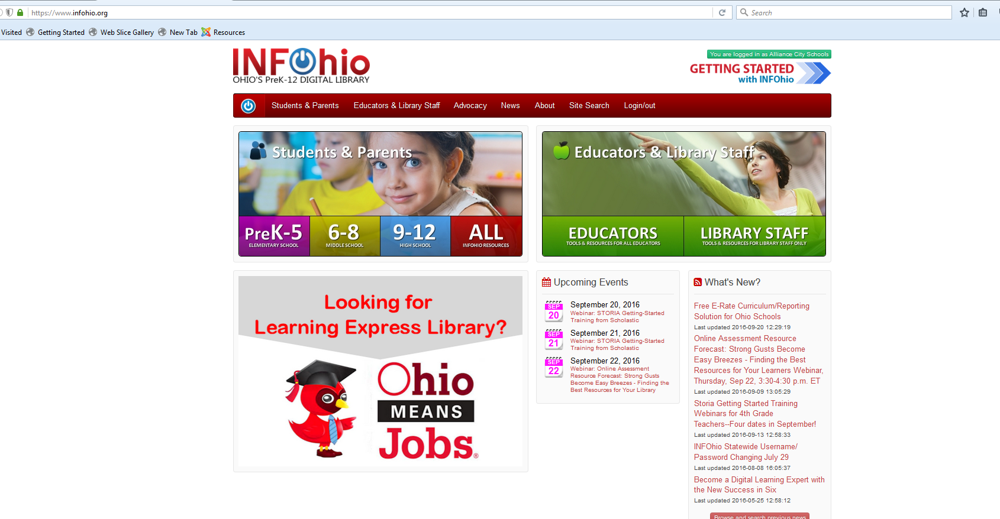 https://www.infohio.org
Search
Visited
Getting Started
Web Slice Gallery
New Tab
Resources
INFOhio
OHIO'S PreK-12 DIGITAL LIBRARY
You are logged in as Alliance City Schools
GETTING STARTED
with INFOhio
Students & Parents
Educators & Library Staff
Advocacy
News
About
Site Search
Login/out
Students & Parents
PreK-5
ELEMENTARY SCHOOL
6-8
MIDDLE SCHOOL
9-12
HIGH SCHOOL
ALL
INFOHIO RESOURCES
Educators & Library Staff
EDUCATORS
TOOLS & RESOURCES FOR ALL EDUCATORS
LIBRARY STAFF
TOOLS & RESOURCES FOR LIBRARY STAFF ONLY
Looking for
Learning Express Library?
Ohio
MEANS
Jobs®
Upcoming Events
SEP
20
September 20, 2016
Webinar: STORIA Getting-Started
Training from Scholastic
SEP
21
September 21, 2016
Webinar: STORIA Getting-Started
Training from Scholastic
SEP
22
September 22, 2016
Webinar: Online Assessment
Resource Forecast: Strong Gusts
Become Easy Breezes - Finding the
Best Resources for Your Library
What's New?
Free E-Rate Curriculum/Reporting
Solution for Ohio Schools
Last updated 2016-09-20 12:29:19
Online Assessment Resource
Forecast: Strong Gusts Become
Easy Breezes - Finding the Best
Resources for Your Learners Webinar,
Thursday, Sep 22, 3:30-4:30 p.m. ET
Last updated 2016-09-09 13:05:29
Storia Getting Started Training
Webinars for 4th Grade
Teachers--Four dates in September!
Last updated 2016-09-13 12:58:33
INFOhio Statewide Username/
Password Changing July 29
Last updated 2016-08-08 16:05:37
Become a Digital Learning Expert with
the New Success in Six
Last updated 2016-05-25 12:58:12
Browse and search previous news